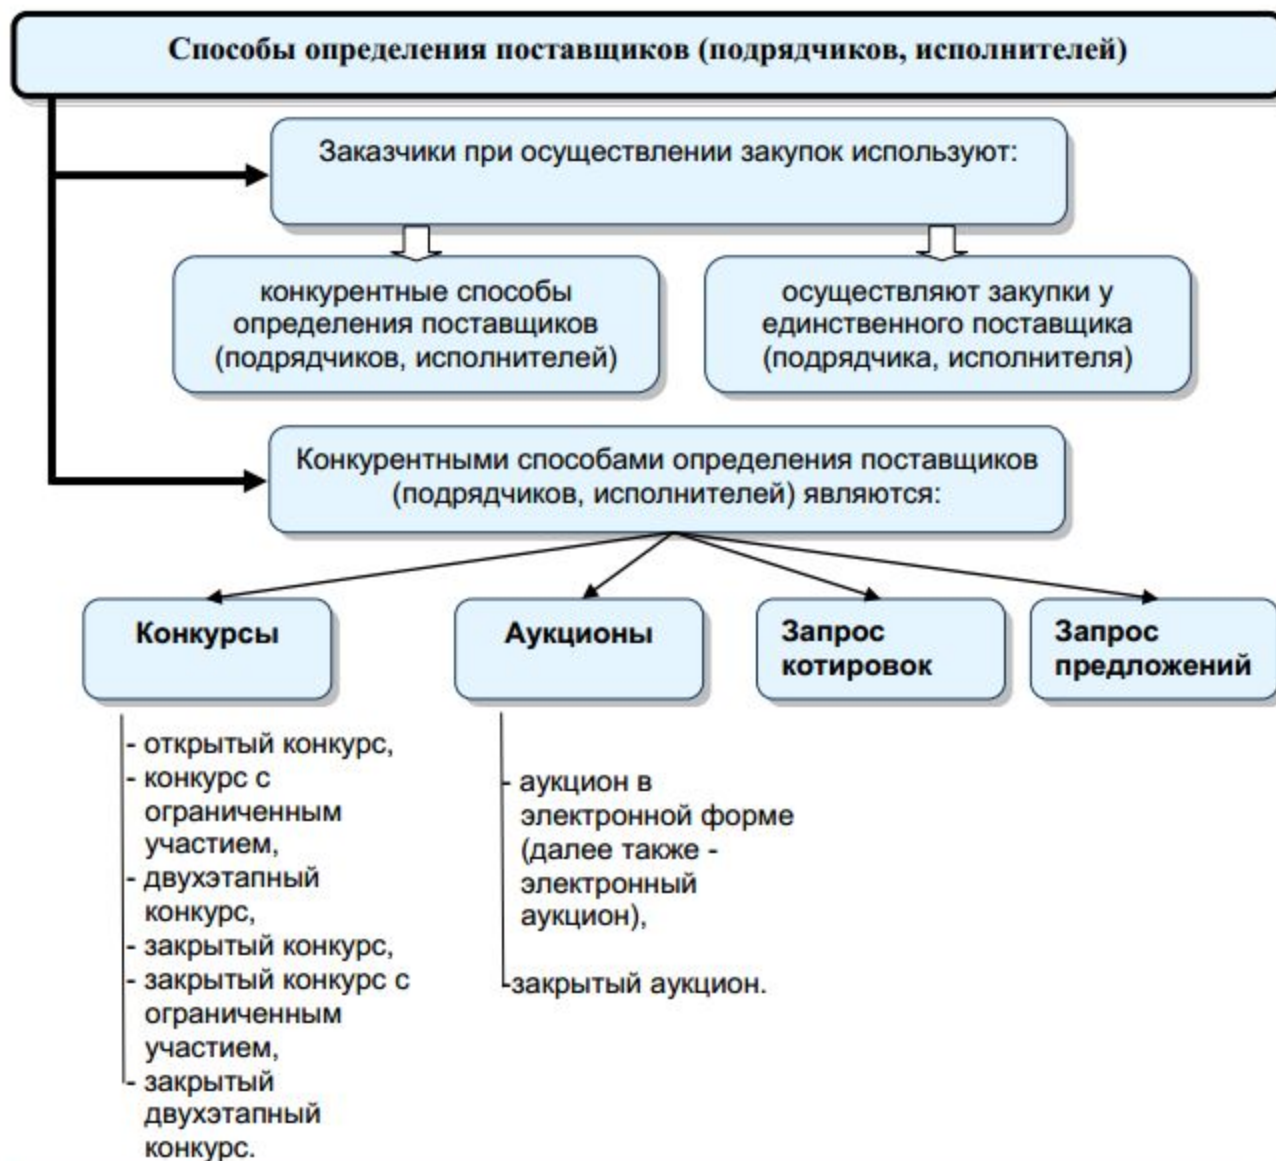 Способы определения поставщиков (подрядчиков, исполнителей)
Заказчики при осуществлении закупок используют:
конкурентные способы
определения поставщиков
(подрядчиков, исполнителей)
осуществляют закупки у
единственного поставщика
(подрядчика, исполнителя)
Конкурентными способами определения поставщиков
(подрядчиков, исполнителей) являются:
Конкурсы
- открытый конкурс,
- конкурс с
ограниченным
участием,
- двухэтапный
конкурс,
- закрытый конкурс,
- закрытый конкурс с
ограниченным
участием,
- закрытый
двухэтапный
конкурс.
Аукционы
- аукцион в
электронной форме
(далее также -
электронный
аукцион),
-закрытый аукцион.
Запрос
котировок
Запрос
предложений